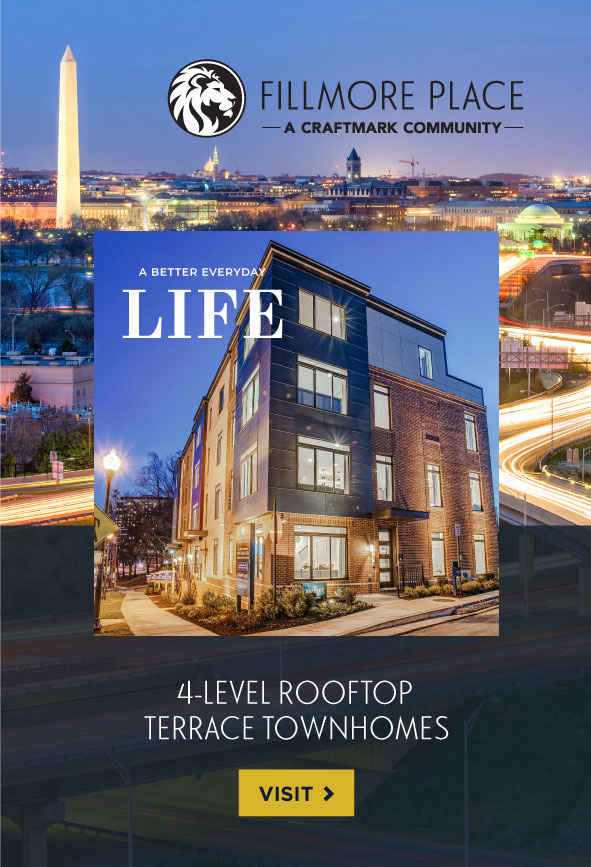 FILLMORE PLACE
A CRAFTMARK COMMUNITY
A BETTER EVERYDAY
LIFE
4-LEVEL ROOFTOP
TERRACE TOWNHOMES
VISIT